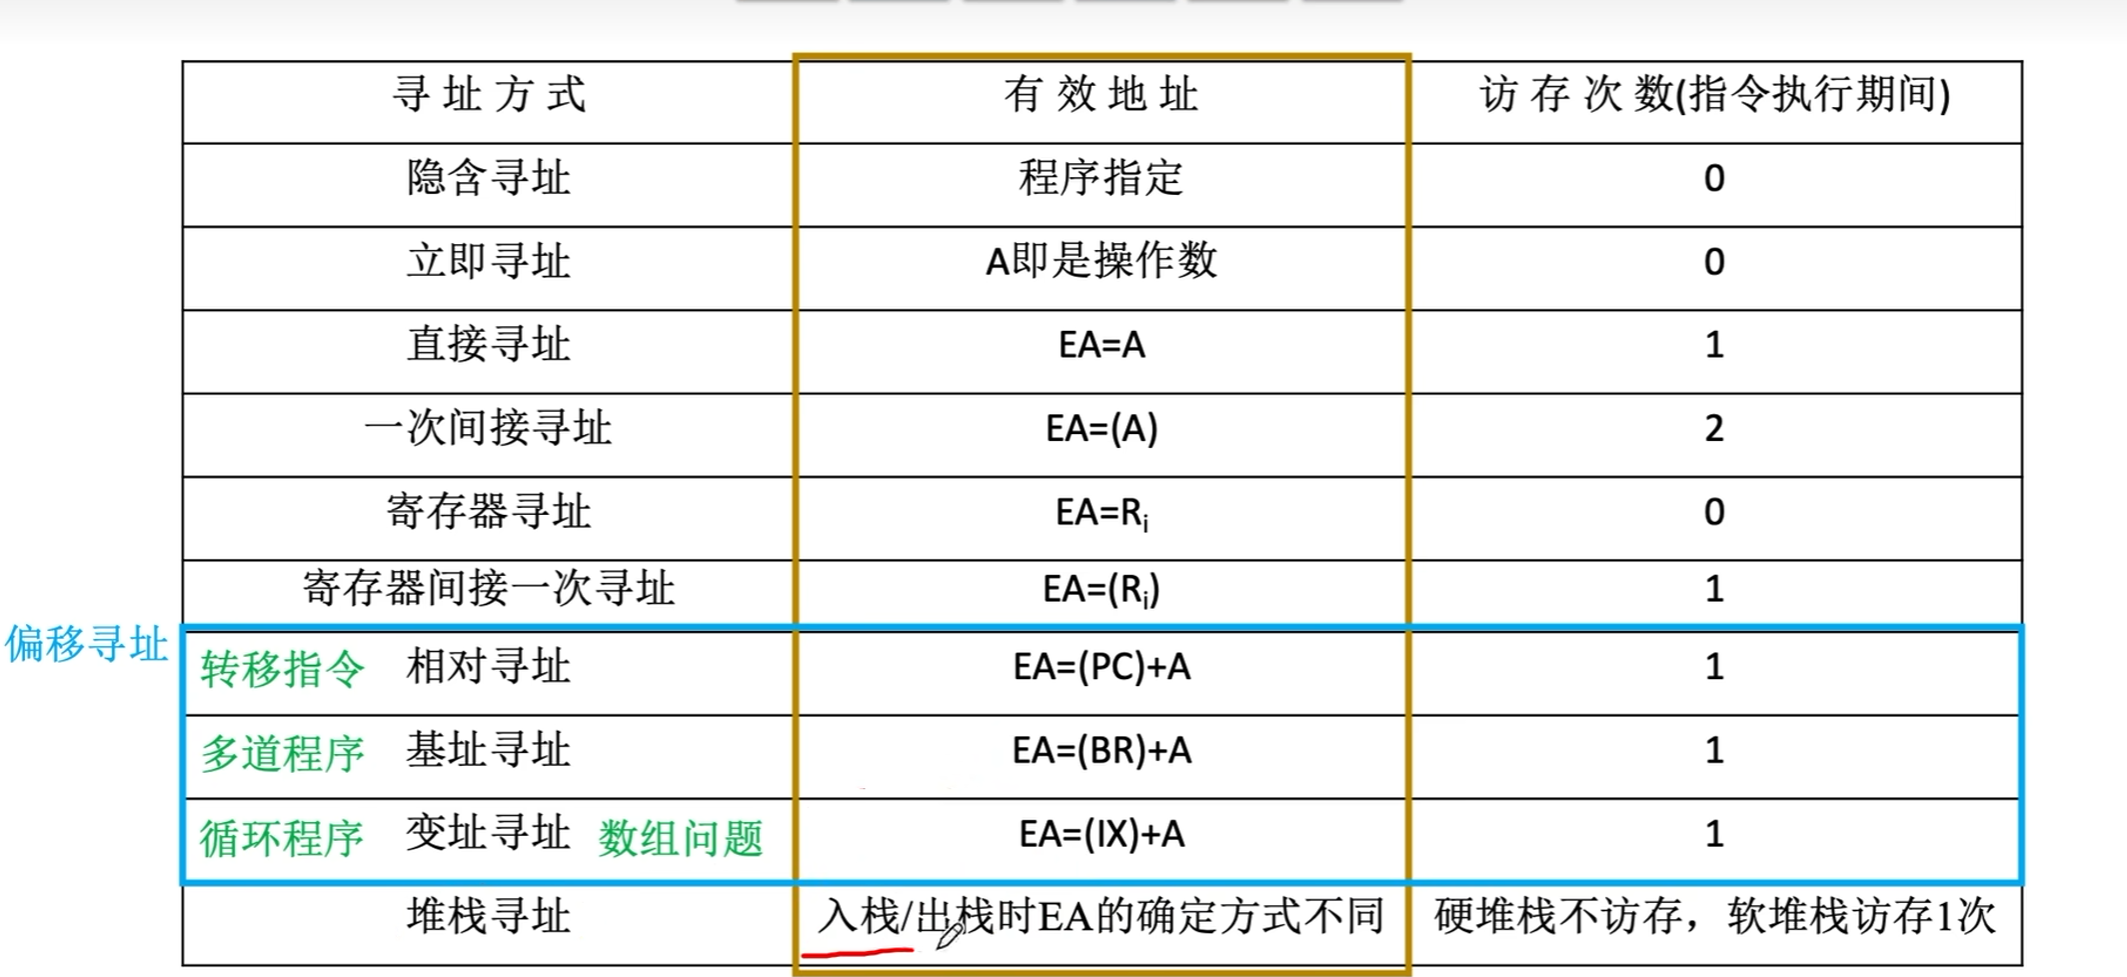 寻址方式 有效地址 访存次数(指令执行期间)
隐含寻址 程序指定 0
立即寻址 A即是操作数 0
直接寻址 EA=A 1
一次间接寻址 EA=(A) 2
寄存器寻址 EA=Rᵢ 0
寄存器间接一次寻址 EA=(Rᵢ) 1
偏移寻址
转移指令 相对寻址 EA=(PC)+A 1
多道程序 基址寻址 EA=(BR)+A 1
循环程序 变址寻址 数组问题 EA=(IX)+A 1
堆栈寻址 入栈/出栈时EA的确定方式不同 硬堆栈不访存，软堆栈访存1次